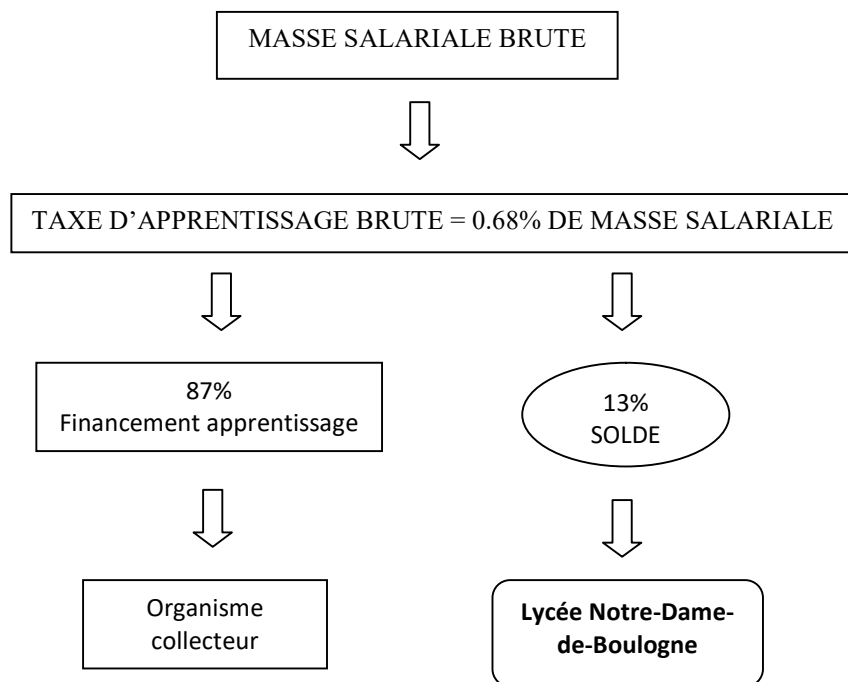 MASSE SALARIALE BRUTE
TAXE D’APPRENTISSAGE BRUTE = 0.68% DE MASSE SALARIALE
87%
Financement apprentissage
13%
SOLDE
Organisme
collecteur
Lycée Notre-Dame-
de-Boulogne